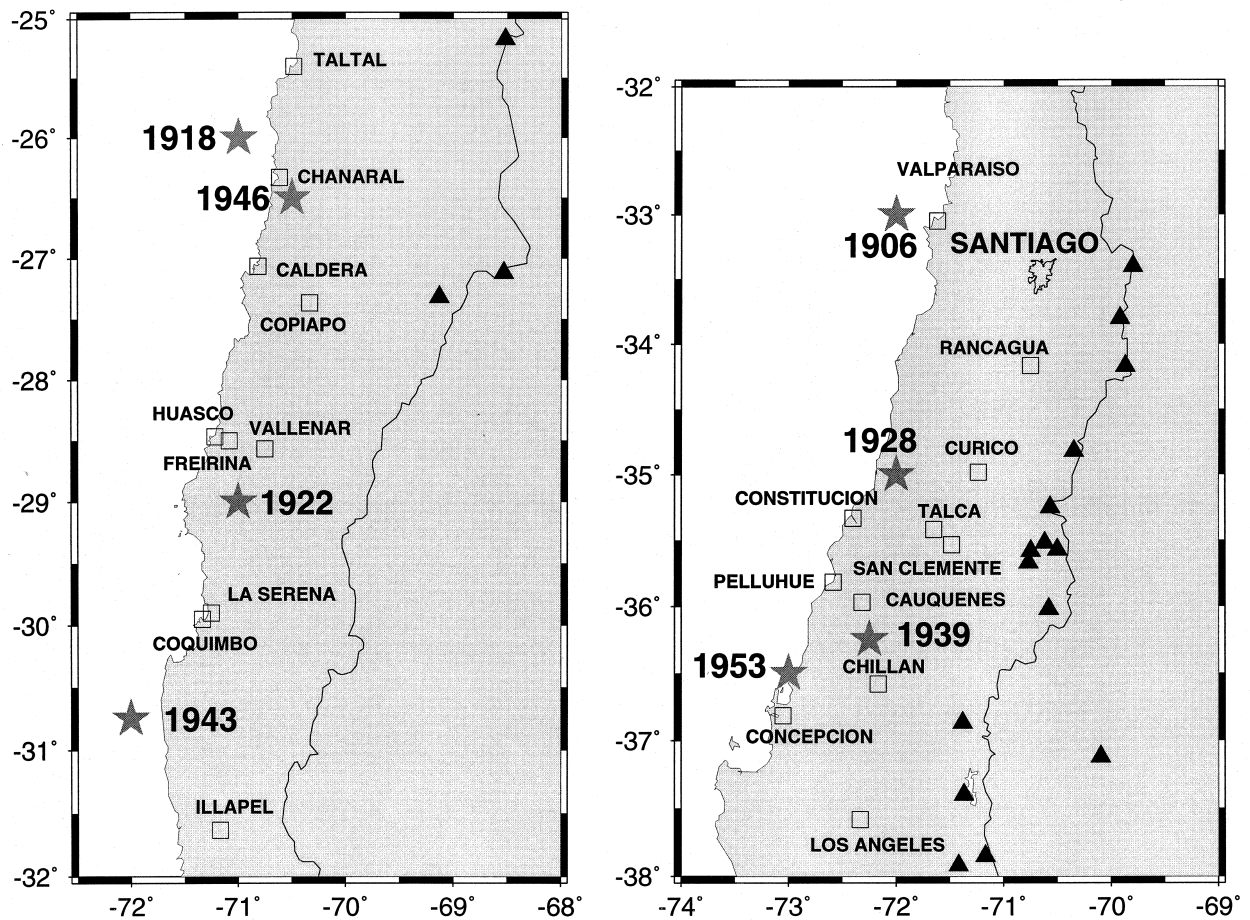 -25°
TALTAL
-26°
1918
CHANARAL
1946
-27°
CALDERA
COPIAPO
-28°
HUASCO
VALLENAR
FREIRINA
-29°
1922
LA SERENA
-30°
COQUIMBO
1943
-31°
ILLAPEL
-32°
-72°
-71°
-70°
-69°
-68°
-32°
VALPARAISO
-33°
1906
SANTIAGO
-34°
RANCAGUA
1928
CURICO
-35°
CONSTITUCION
TALCA
SAN CLEMENTE
PELLUHUE
CAUQUENES
-36°
1939
1953
CHILLAN
CONCEPCION
-37°
LOS ANGELES
-38°
-74°
-73°
-72°
-71°
-70°
-69°